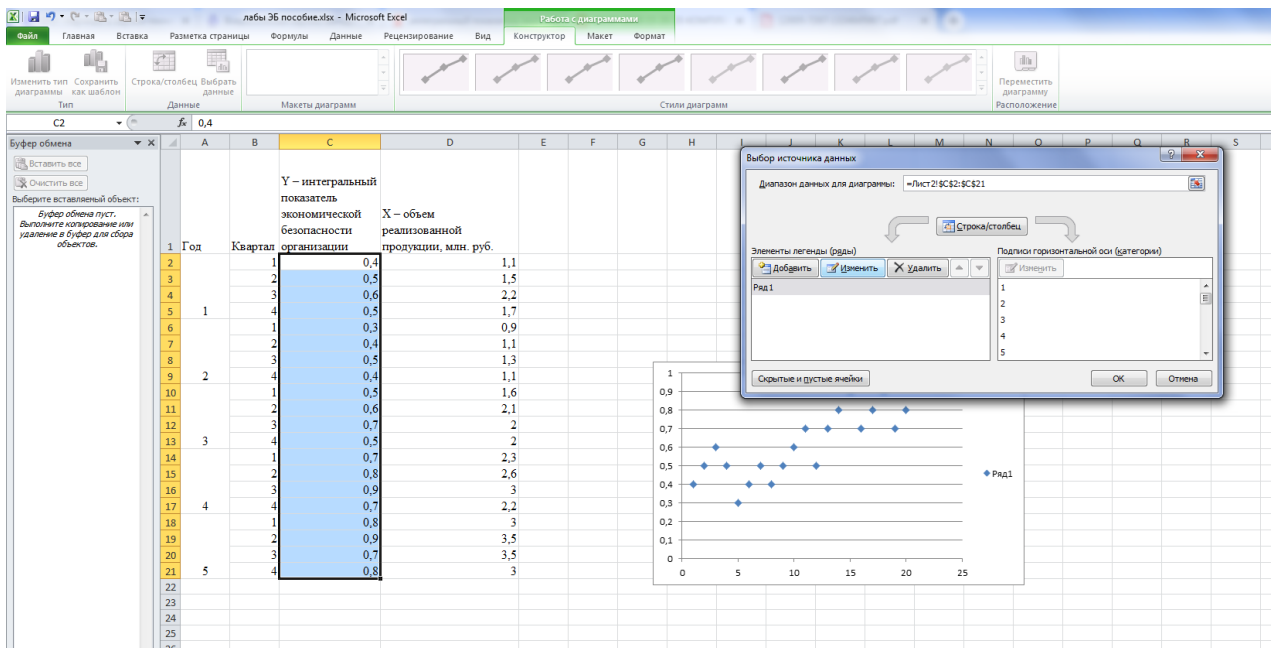 лабы ЭБ пособие.xlsx - Microsoft Excel
Работа с диаграммами
Файл Главная Вставка Разметка страницы Формулы Данные Рецензирование Вид Конструктор Макет Формат
Изменить тип диаграммы
Сохранить как шаблон
Строка/столбец
Выбрать данные
Переместить диаграмму
Тип Данные Макеты диаграмм Стили диаграмм Расположение
C2 fx 0,4
Буфер обмена
Вставить все
Очистить все
Выберите вставляемый объект:
Буфер обмена пуст.
Выполните копирование или
удаление в буфер для сбора
объектов.
A B C D E F G H I J K L M N O P Q R S
1 Год Квартал Y – интегральный показатель экономической безопасности организации X – объем реализованной продукции, млн. руб.
2 1 0,4 1,1
3 2 0,5 1,5
4 3 0,6 2,2
5 1 4 0,5 1,7
6 1 0,3 0,9
7 2 0,4 1,1
8 3 0,5 1,3
9 2 4 0,4 1,1
10 1 0,5 1,6
11 2 0,6 2,1
12 3 0,7 2
13 3 4 0,5 2
14 1 0,7 2,3
15 2 0,8 2,6
16 3 0,9 3
17 4 4 0,7 2,2
18 1 0,8 3
19 2 0,9 3,5
20 3 0,7 3,5
21 5 4 0,8 3
22
23
24
25
Выбор источника данных
Диапазон данных для диаграммы: =Лист2!$C$2:$C$21
Строка/столбец
Элементы легенды (ряды)
Добавить Изменить Удалить
Ряд1
Подписи горизонтальной оси (категории)
Изменить
1
2
3
4
5
Скрытые и пустые ячейки
ОК Отмена
1
0,9
0,8
0,7
0,6
0,5
0,4
0,3
0,2
0,1
0
0 5 10 15 20 25
Ряд1